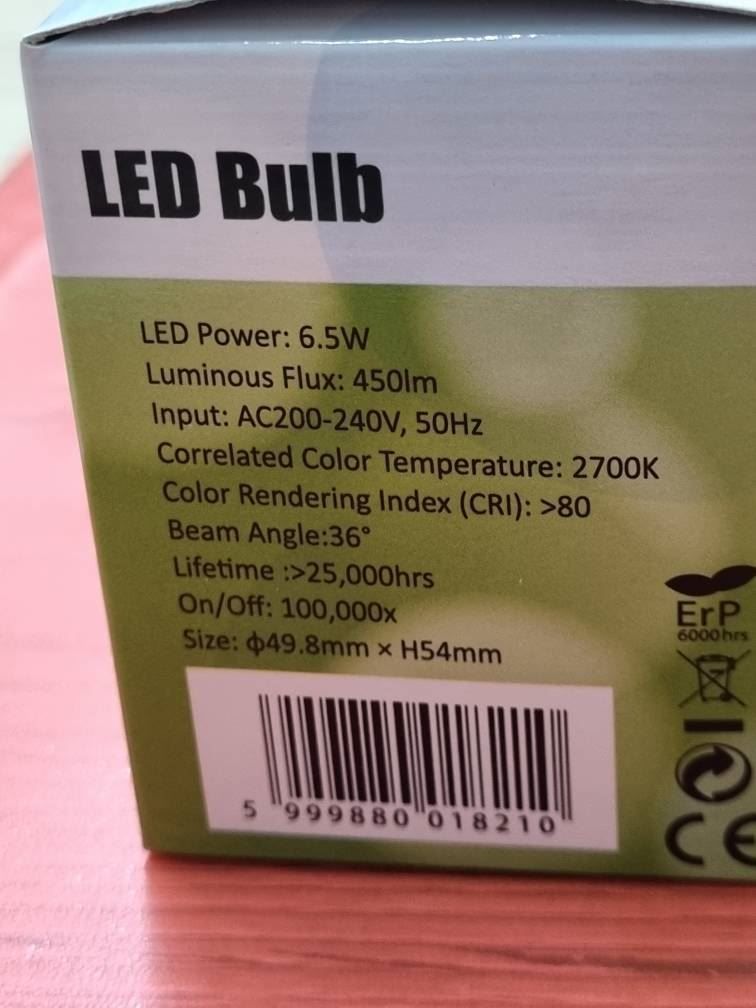 LED Bulb
LED Power: 6.5W
Luminous Flux: 450lm
Input: AC200-240V, 50Hz
Correlated Color Temperature: 2700K
Color Rendering Index (CRI): >80
Beam Angle:36°
Lifetime :>25,000hrs
On/Off: 100,000x
Size: ф49.8mm × H54mm
ErP
6000hrs
5 999880 018210
CE